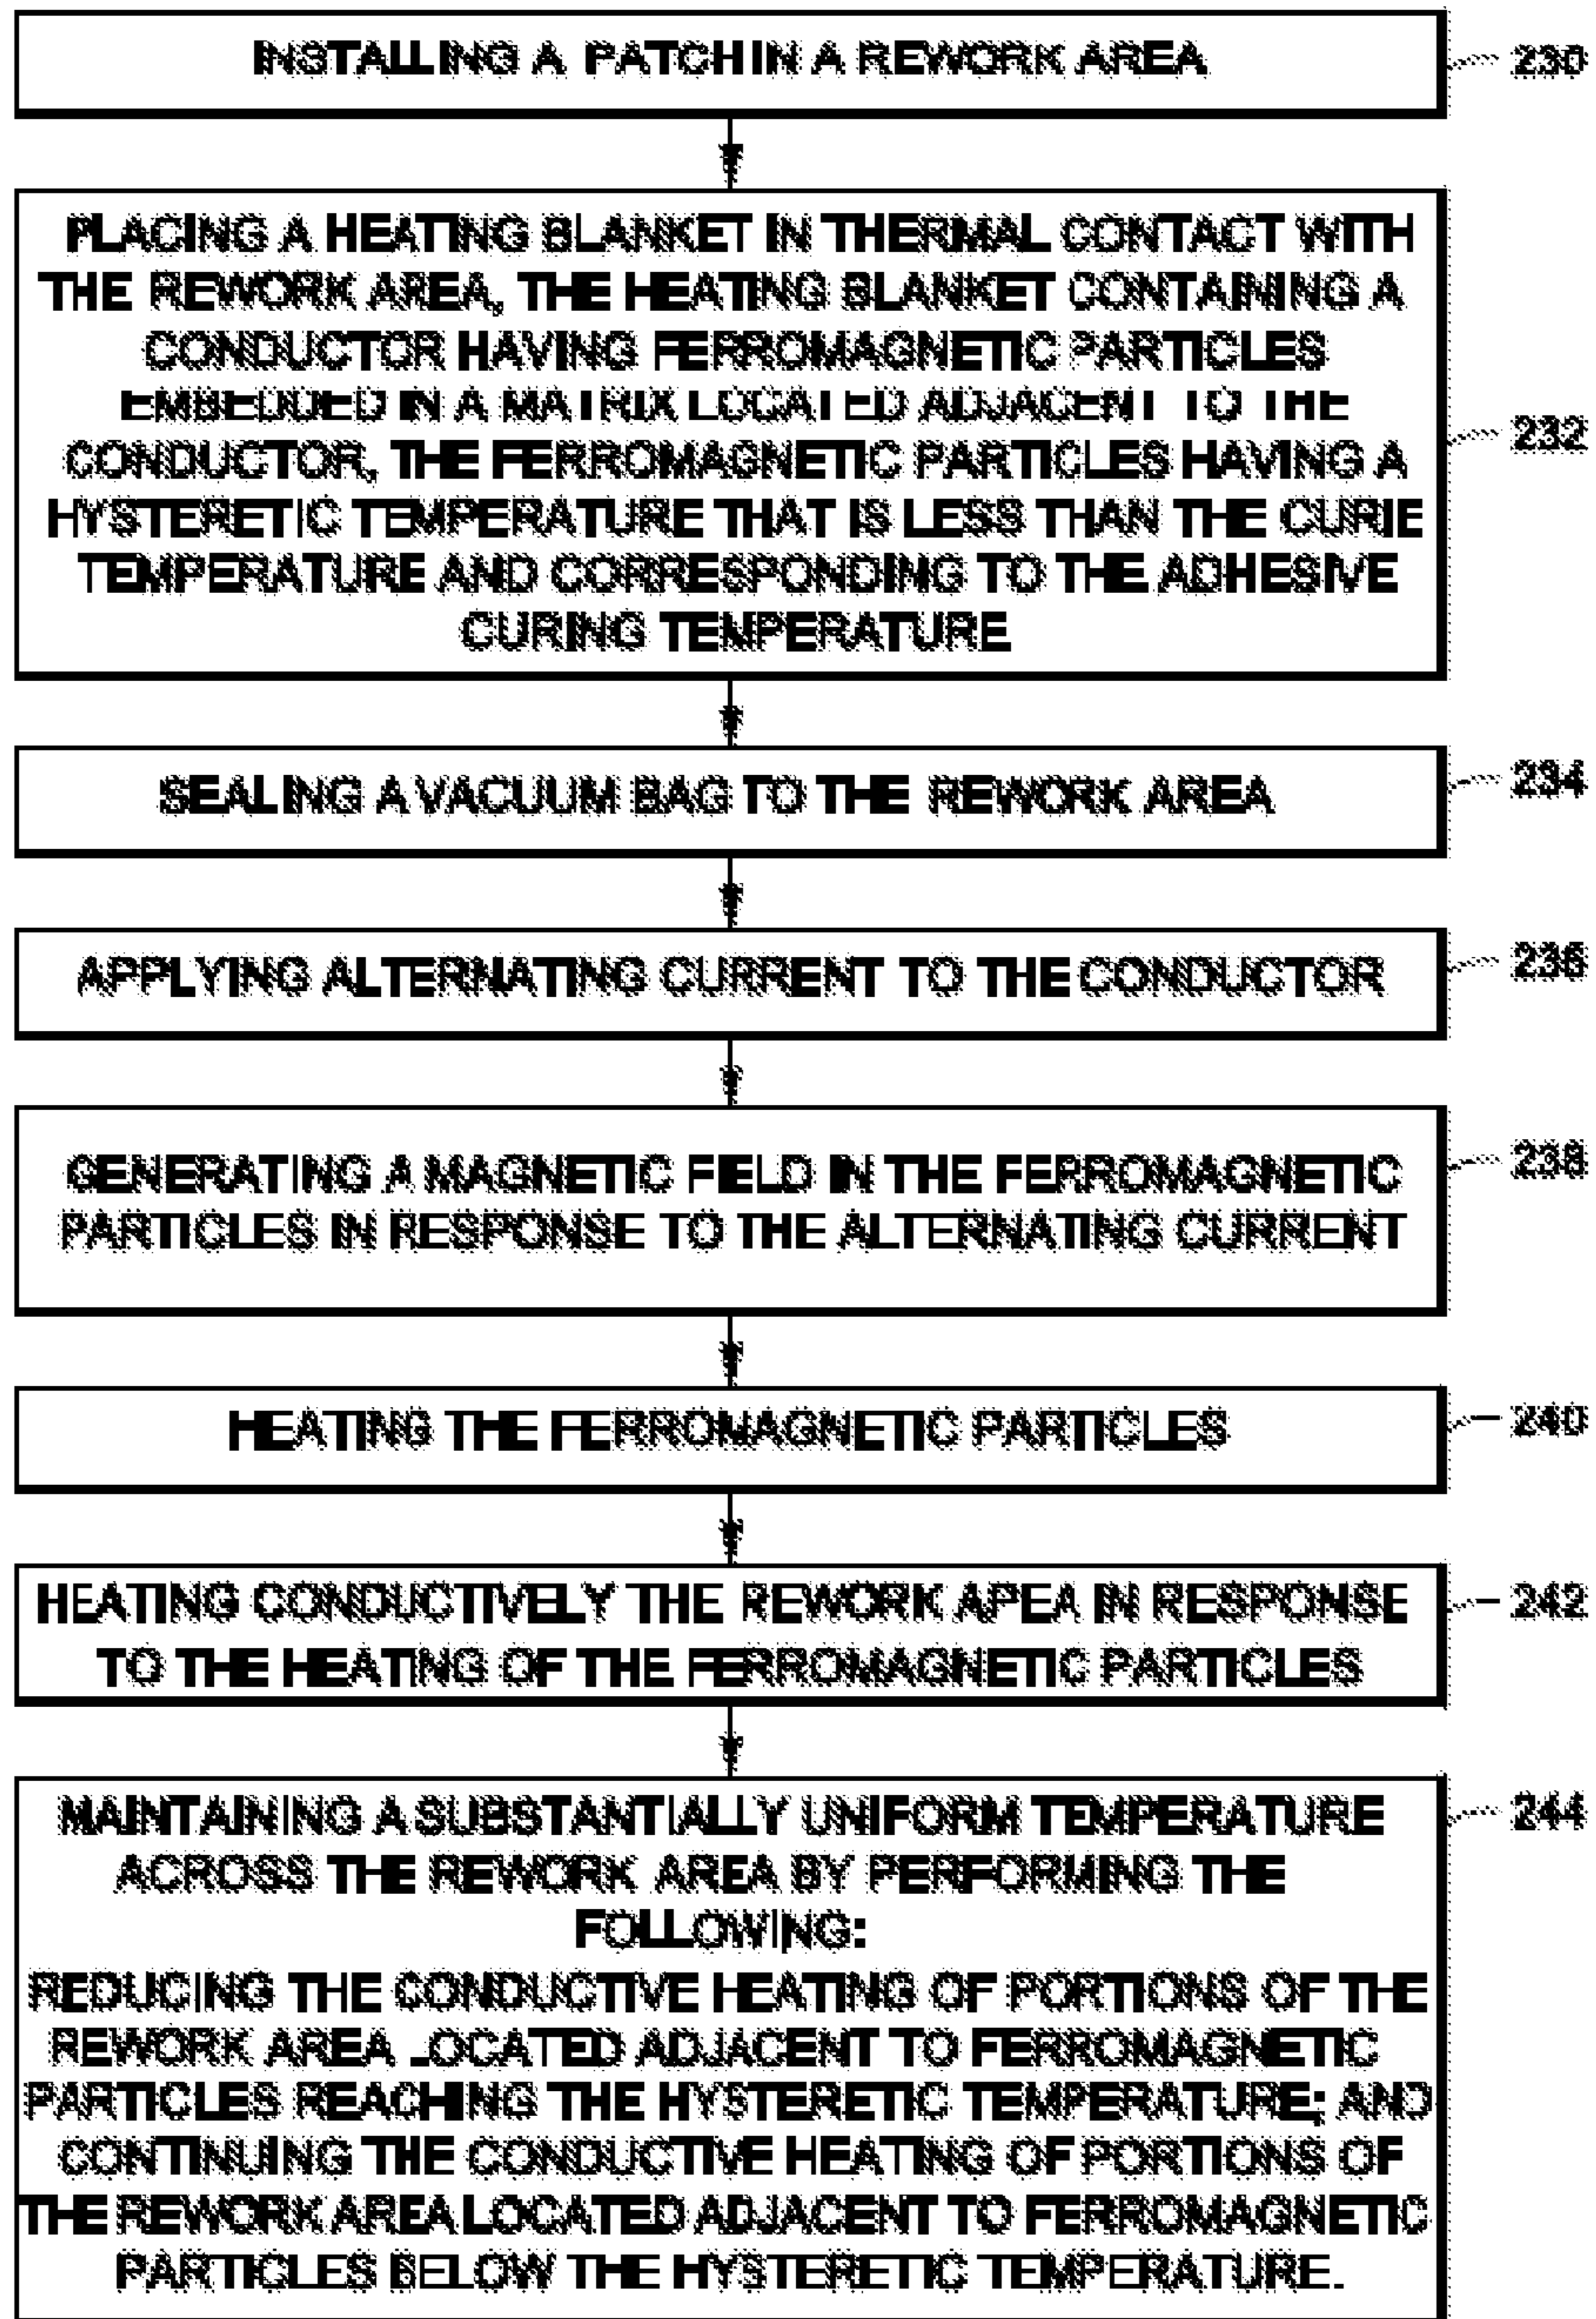 INSTALLING A PATCH IN A REWORK AREA
230
PLACING A HEATING BLANKET IN THERMAL CONTACT WITH
THE REWORK AREA, THE HEATING BLANKET CONTAINING A
CONDUCTOR HAVING FERROMAGNETIC PARTICLES
EMBEDDED IN A MATRIX LOCATED ADJACENT TO THE
CONDUCTOR, THE FERROMAGNETIC PARTICLES HAVING A
HYSTERETIC TEMPERATURE THAT IS LESS THAN THE CURIE
TEMPERATURE AND CORRESPONDING TO THE ADHESIVE
CURING TEMPERATURE
232
SEALING A VACUUM BAG TO THE REWORK AREA
234
APPLYING ALTERNATING CURRENT TO THE CONDUCTOR
236
GENERATING A MAGNETIC FIELD IN THE FERROMAGNETIC
PARTICLES IN RESPONSE TO THE ALTERNATING CURRENT
238
HEATING THE FERROMAGNETIC PARTICLES
240
HEATING CONDUCTIVELY THE REWORK AREA IN RESPONSE
TO THE HEATING OF THE FERROMAGNETIC PARTICLES
242
MAINTAINING A SUBSTANTIALLY UNIFORM TEMPERATURE
ACROSS THE REWORK AREA BY PERFORMING THE
FOLLOWING:
REDUCING THE CONDUCTIVE HEATING OF PORTIONS OF THE
REWORK AREA LOCATED ADJACENT TO FERROMAGNETIC
PARTICLES REACHING THE HYSTERETIC TEMPERATURE; AND
CONTINUING THE CONDUCTIVE HEATING OF PORTIONS OF
THE REWORK AREA LOCATED ADJACENT TO FERROMAGNETIC
PARTICLES BELOW THE HYSTERETIC TEMPERATURE.
244